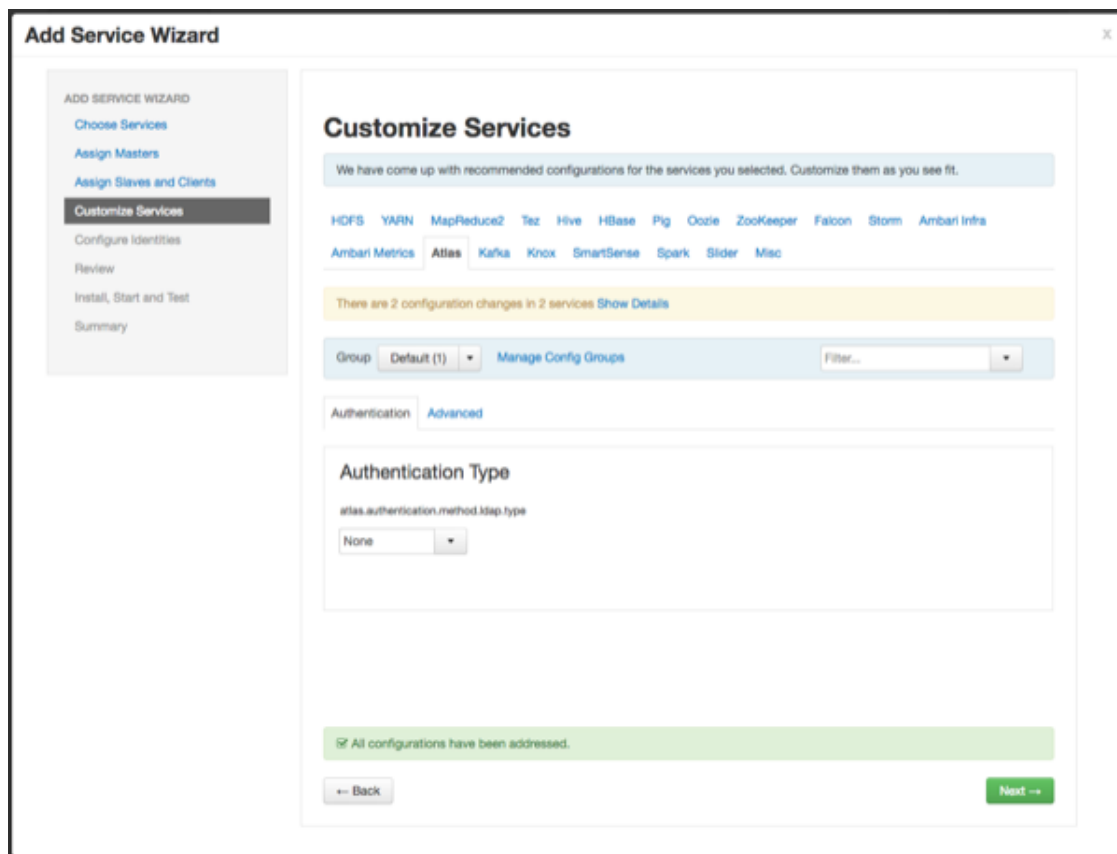 Add Service Wizard
x
ADD SERVICE WIZARD
Choose Services
Assign Masters
Assign Slaves and Clients
Customize Services
Configure Identities
Review
Install, Start and Test
Summary
Customize Services
We have come up with recommended configurations for the services you selected. Customize them as you see fit.
HDFS YARN MapReduce2 Tez Hive HBase Pig Oozie ZooKeeper Falcon Storm Ambari Infra
Ambari Metrics Atlas Kafka Knox SmartSense Spark Slider Misc
There are 2 configuration changes in 2 services Show Details
Group Default (1) Manage Config Groups Filter...
Authentication Advanced
Authentication Type
atlas.authentication.method.ldap.type
None
All configurations have been addressed.
← Back Next →